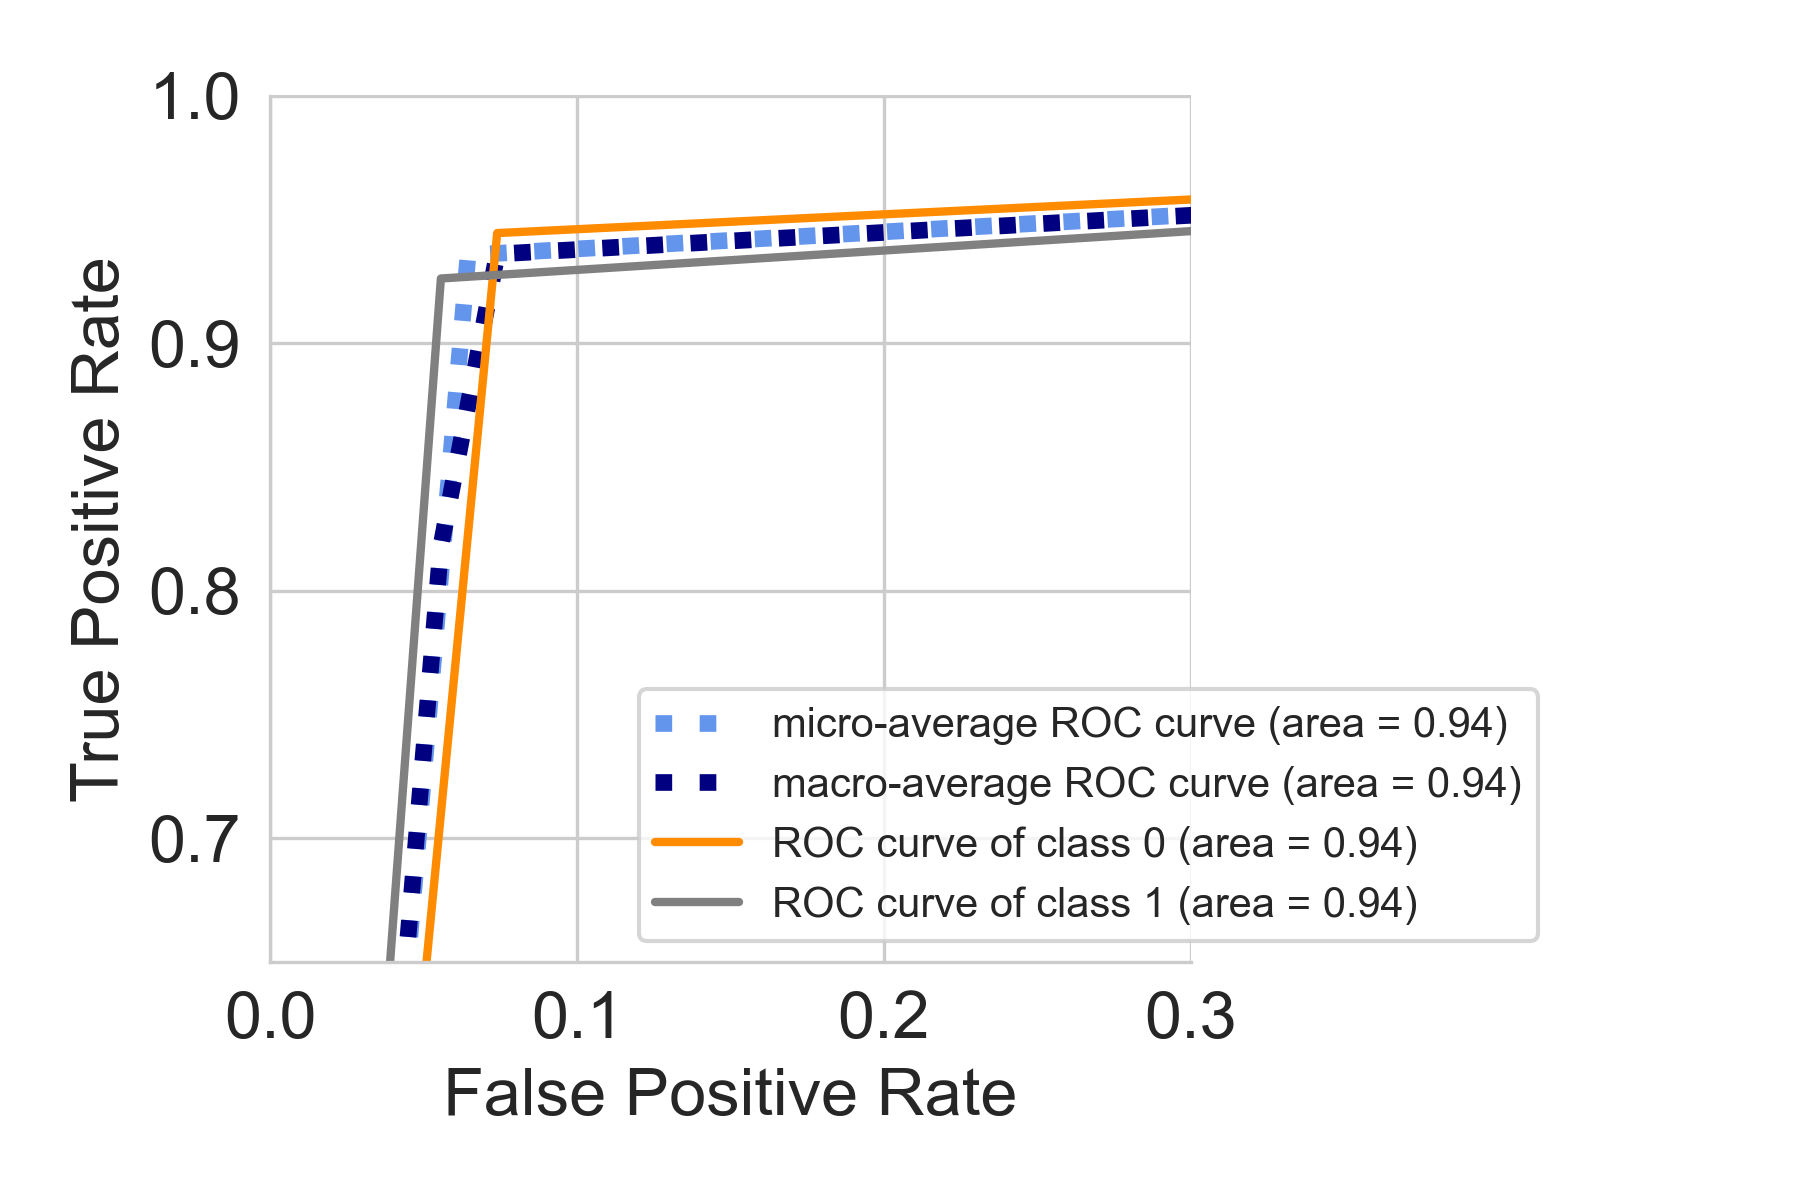 1.0
0.9
0.8
0.7
True Positive Rate
micro-average ROC curve (area = 0.94)
macro-average ROC curve (area = 0.94)
ROC curve of class 0 (area = 0.94)
ROC curve of class 1 (area = 0.94)
0.0 0.1 0.2 0.3
False Positive Rate